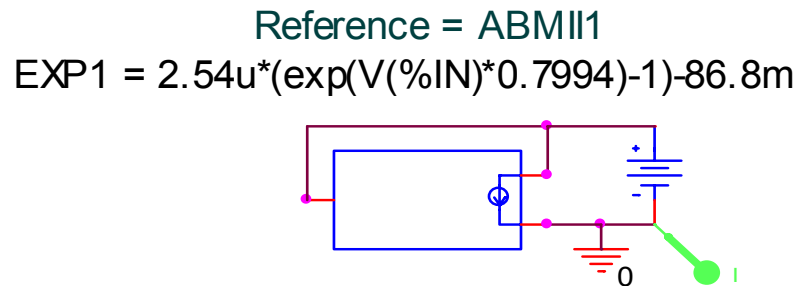 Reference = ABMII1
EXP1 = 2.54u*(exp(V(%IN)*0.7994)-1)-86.8m
+
-
0
I